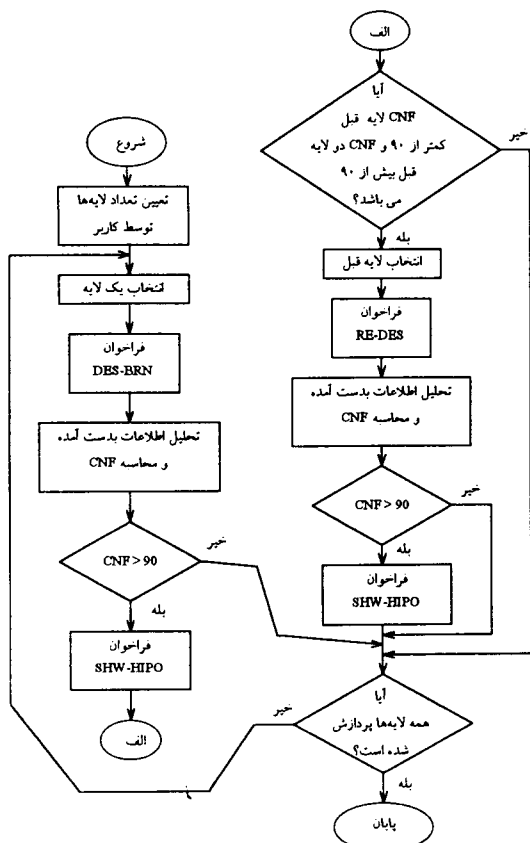 شروع
تعیین تعداد لایه‌ها
توسط کاربر
انتخاب یک لایه
فراخوان
DES-BRN
تحلیل اطلاعات بدست آمده
و محاسبه CNF
CNF > 90
خیر
بله
فراخوان
SHW-HIPO
الف
الف
آیا
CNF لایه قبل
کمتر از ۹۰ و CNF دو لایه
قبل بیش از ۹۰
می باشد؟
خیر
بله
انتخاب لایه قبل
فراخوان
RE-DES
تحلیل اطلاعات بدست آمده
و محاسبه CNF
CNF > 90
خیر
بله
فراخوان
SHW-HIPO
آیا
همه لایه‌ها پردازش
شده است؟
خیر
بله
پایان